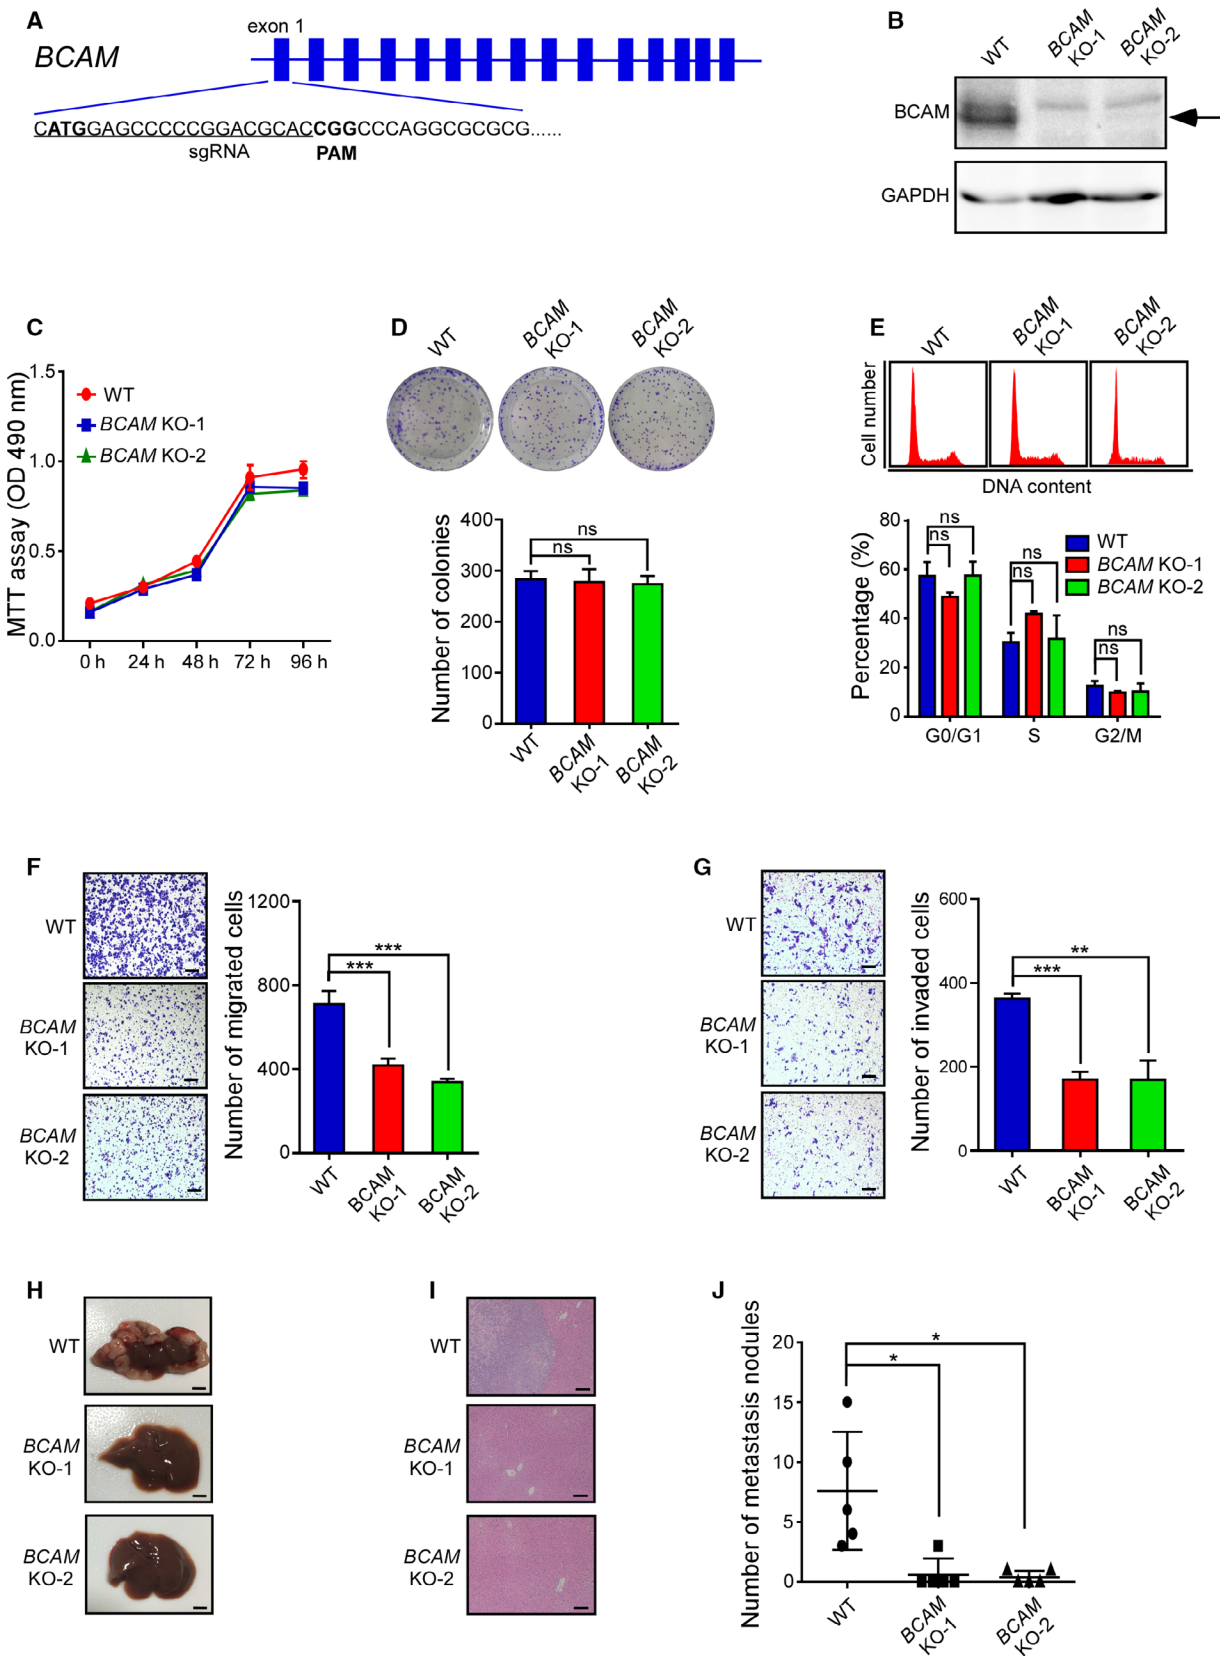 A
BCAM
exon 1
CATGGAGCCCCCGGACGCACCGGCCCAGGCGCGCG......
sgRNA
PAM
B
WT
BCAM
KO-1
BCAM
KO-2
BCAM
GAPDH
C
MTT assay (OD 490 nm)
1.5
1.0
0.5
0.0
WT
BCAM KO-1
BCAM KO-2
0 h
24 h
48 h
72 h
96 h
D
WT
BCAM
KO-1
BCAM
KO-2
Number of colonies
400
300
200
100
0
ns
ns
WT
BCAM
KO-1
BCAM
KO-2
E
WT
BCAM
KO-1
BCAM
KO-2
Cell number
DNA content
Percentage (%)
80
60
40
20
0
ns
ns
ns
ns
ns
ns
WT
BCAM KO-1
BCAM KO-2
G0/G1
S
G2/M
F
WT
BCAM
KO-1
BCAM
KO-2
Number of migrated cells
1200
800
400
0
***
***
WT
BCAM
KO-1
BCAM
KO-2
G
WT
BCAM
KO-1
BCAM
KO-2
Number of invaded cells
600
400
200
0
**
***
WT
BCAM
KO-1
BCAM
KO-2
H
WT
BCAM
KO-1
BCAM
KO-2
I
WT
BCAM
KO-1
BCAM
KO-2
J
Number of metastasis nodules
20
15
10
5
0
*
*
WT
BCAM
KO-1
BCAM
KO-2